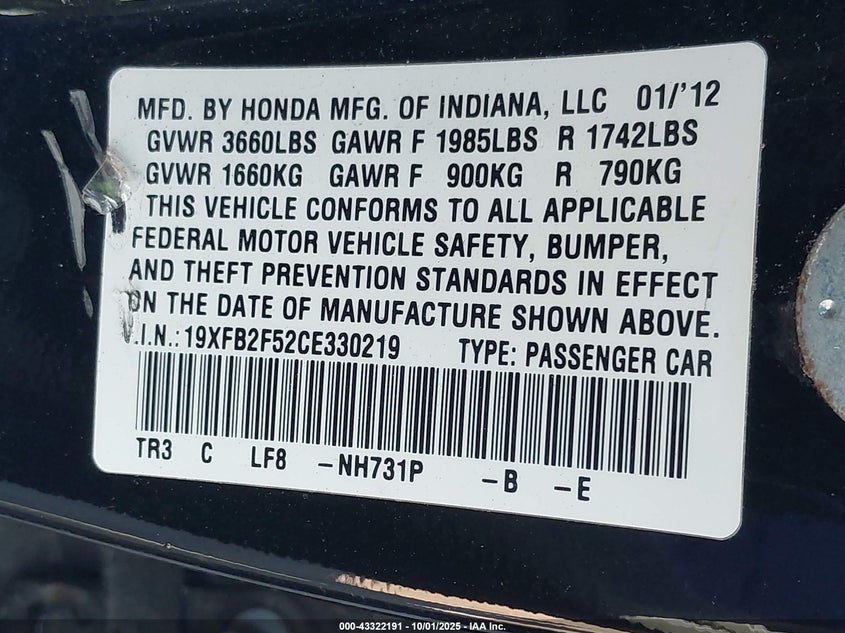 MFD. BY HONDA MFG. OF INDIANA, LLC 01/'12
GVWR 3660LBS GAWR F 1985LBS R 1742LBS
GVWR 1660KG GAWR F 900KG R 790KG
THIS VEHICLE CONFORMS TO ALL APPLICABLE
FEDERAL MOTOR VEHICLE SAFETY, BUMPER,
AND THEFT PREVENTION STANDARDS IN EFFECT
ON THE DATE OF MANUFACTURE SHOWN ABOVE.
.I.N.: 19XFB2F52CE330219 TYPE: PASSENGER CAR
TR3 C LF8 -NH731P -B -E
000-43322191 - 10/01/2025 - IAA Inc.